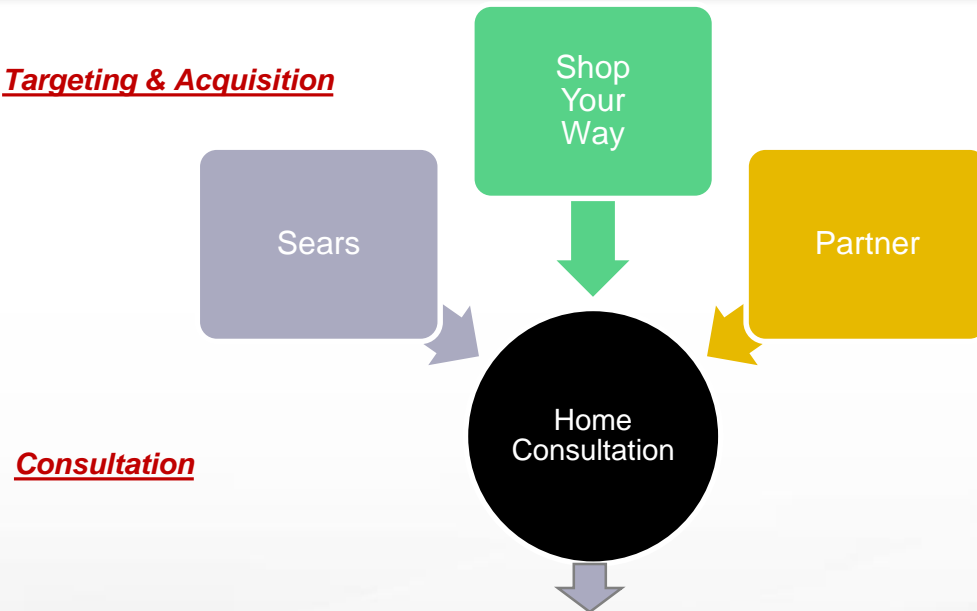 Targeting & Acquisition
Shop
Your
Way
Sears
Partner
Home
Consultation
Consultation